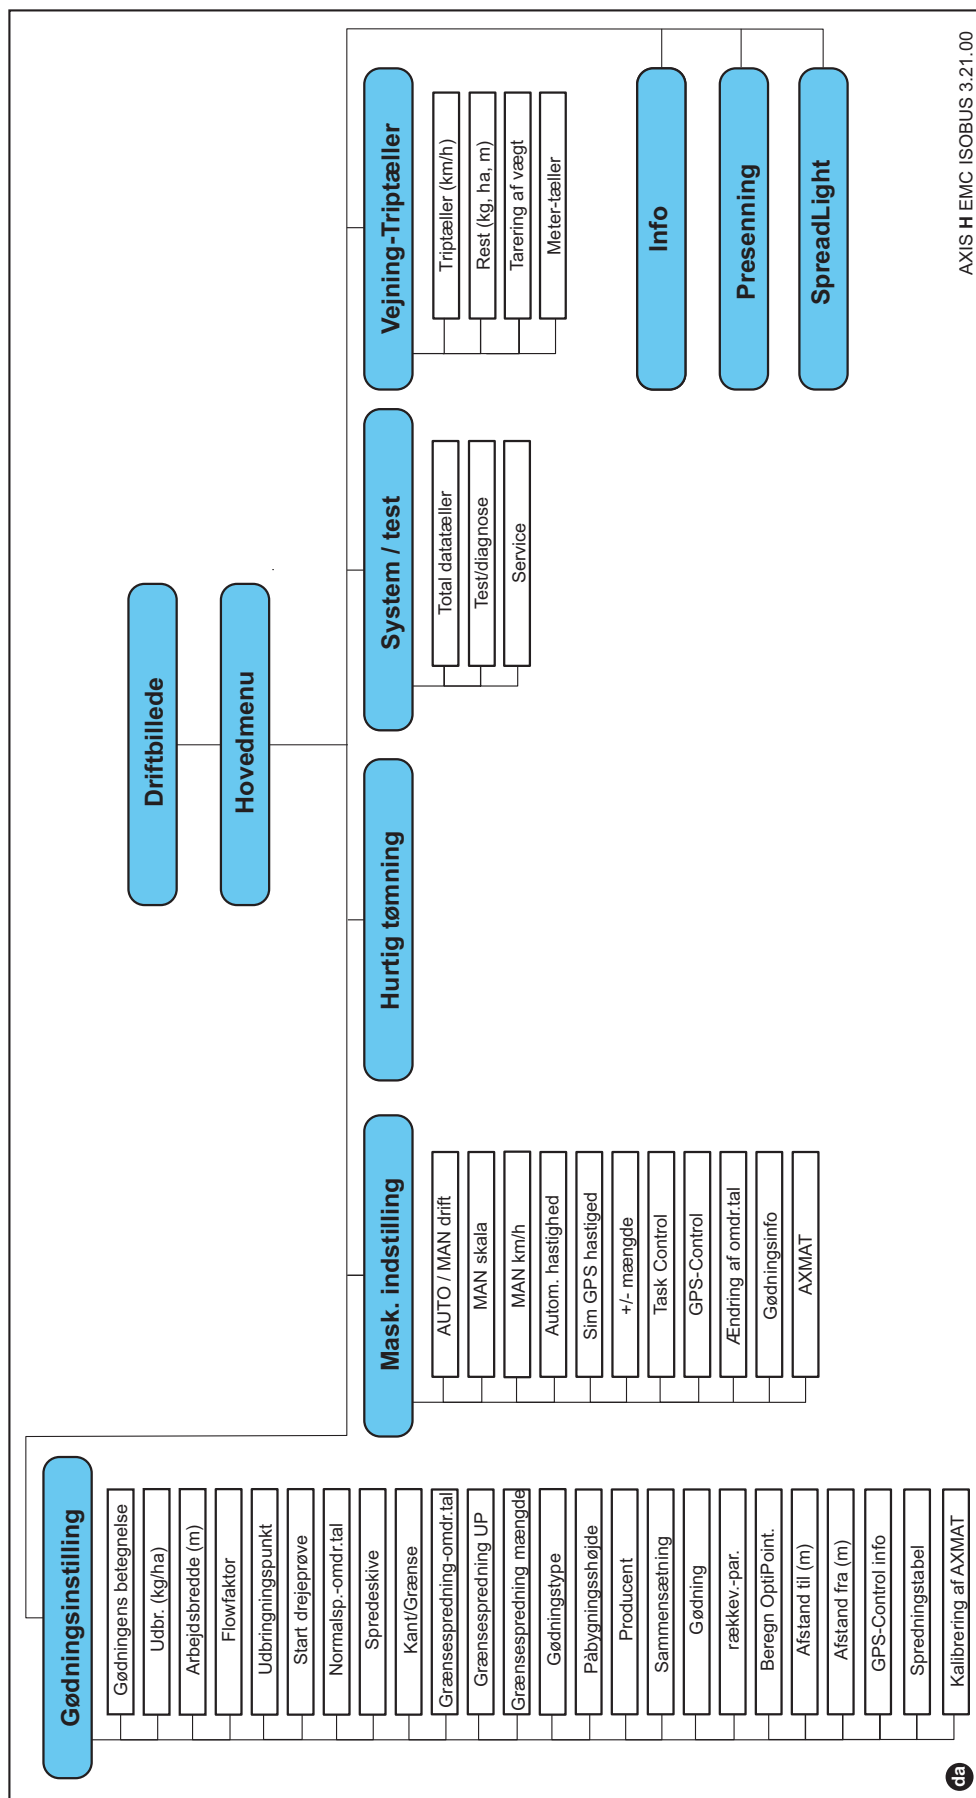 Driftbillede
Hovedmenu
Gødningsinstilling
Gødningens betegnelse
Udbr. (kg/ha)
Arbejdsbredde (m)
Flowfaktor
Udbringningspunkt
Start drejeprøve
Normalsp.-omdr.tal
Spredeskive
Kant/Grænse
Grænsespredning-omdr.tal
Grænsespredning UP
Grænsespredning mængde
Gødningstype
Påbygningsshøjde
Producent
Sammensætning
Gødning
rækkev.-par.
Beregn OptiPoint.
Afstand til (m)
Afstand fra (m)
GPS-Control info
Spredningstabel
Kalibrering af AXMAT
Mask. indstilling
AUTO / MAN drift
MAN skala
MAN km/h
Autom. hastighed
Sim GPS hastiged
+/- mængde
Task Control
GPS-Control
Ændring af omdr.tal
Gødningsinfo
AXMAT
Hurtig tømning
System / test
Total datatæller
Test/diagnose
Service
Vejning-Triptæller
Triptæller (km/h)
Rest (kg, ha, m)
Tarering af vægt
Meter-tæller
Info
Presenning
SpreadLight
da
AXIS H EMC ISOBUS 3.21.00